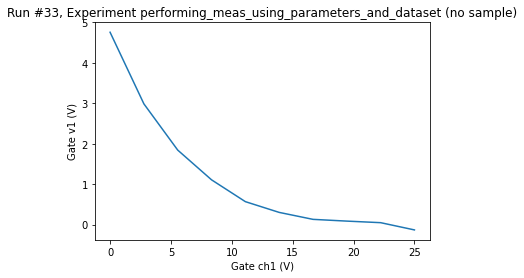 Run #33, Experiment performing_meas_using_parameters_and_dataset (no sample)
5
4
3
2
1
0
Gate v1 (V)
0 5 10 15 20 25
Gate ch1 (V)